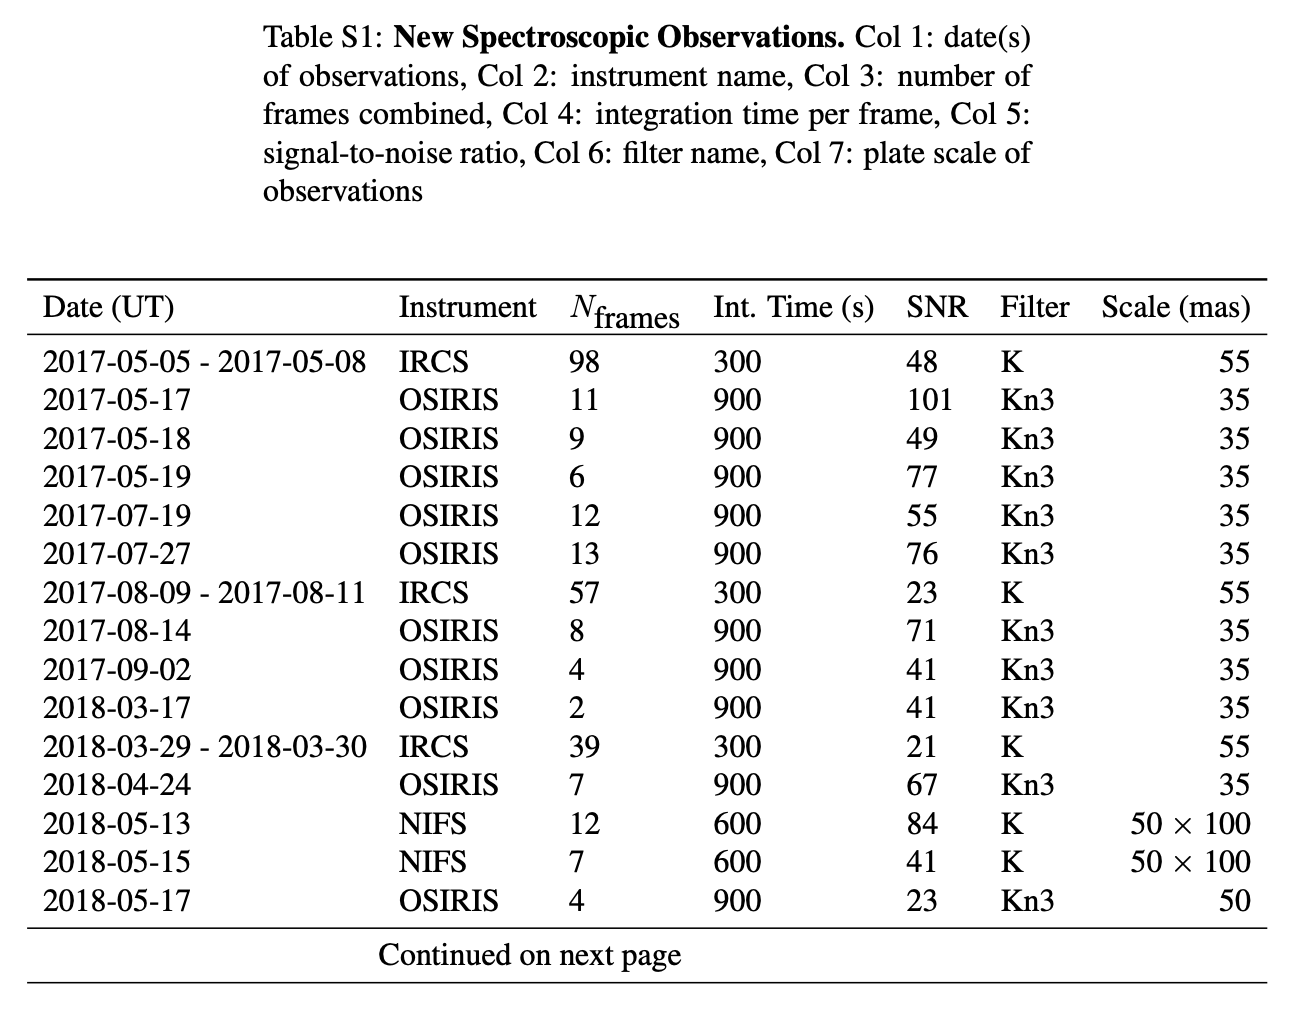 Table S1: New Spectroscopic Observations. Col 1: date(s)
of observations, Col 2: instrument name, Col 3: number of
frames combined, Col 4: integration time per frame, Col 5:
signal-to-noise ratio, Col 6: filter name, Col 7: plate scale of
observations
Date (UT) Instrument Nframes Int. Time (s) SNR Filter Scale (mas)
2017-05-05 - 2017-05-08 IRCS 98 300 48 K 55
2017-05-17 OSIRIS 11 900 101 Kn3 35
2017-05-18 OSIRIS 9 900 49 Kn3 35
2017-05-19 OSIRIS 6 900 77 Kn3 35
2017-07-19 OSIRIS 12 900 55 Kn3 35
2017-07-27 OSIRIS 13 900 76 Kn3 35
2017-08-09 - 2017-08-11 IRCS 57 300 23 K 55
2017-08-14 OSIRIS 8 900 71 Kn3 35
2017-09-02 OSIRIS 4 900 41 Kn3 35
2018-03-17 OSIRIS 2 900 41 Kn3 35
2018-03-29 - 2018-03-30 IRCS 39 300 21 K 55
2018-04-24 OSIRIS 7 900 67 Kn3 35
2018-05-13 NIFS 12 600 84 K 50 × 100
2018-05-15 NIFS 7 600 41 K 50 × 100
2018-05-17 OSIRIS 4 900 23 Kn3 50
Continued on next page